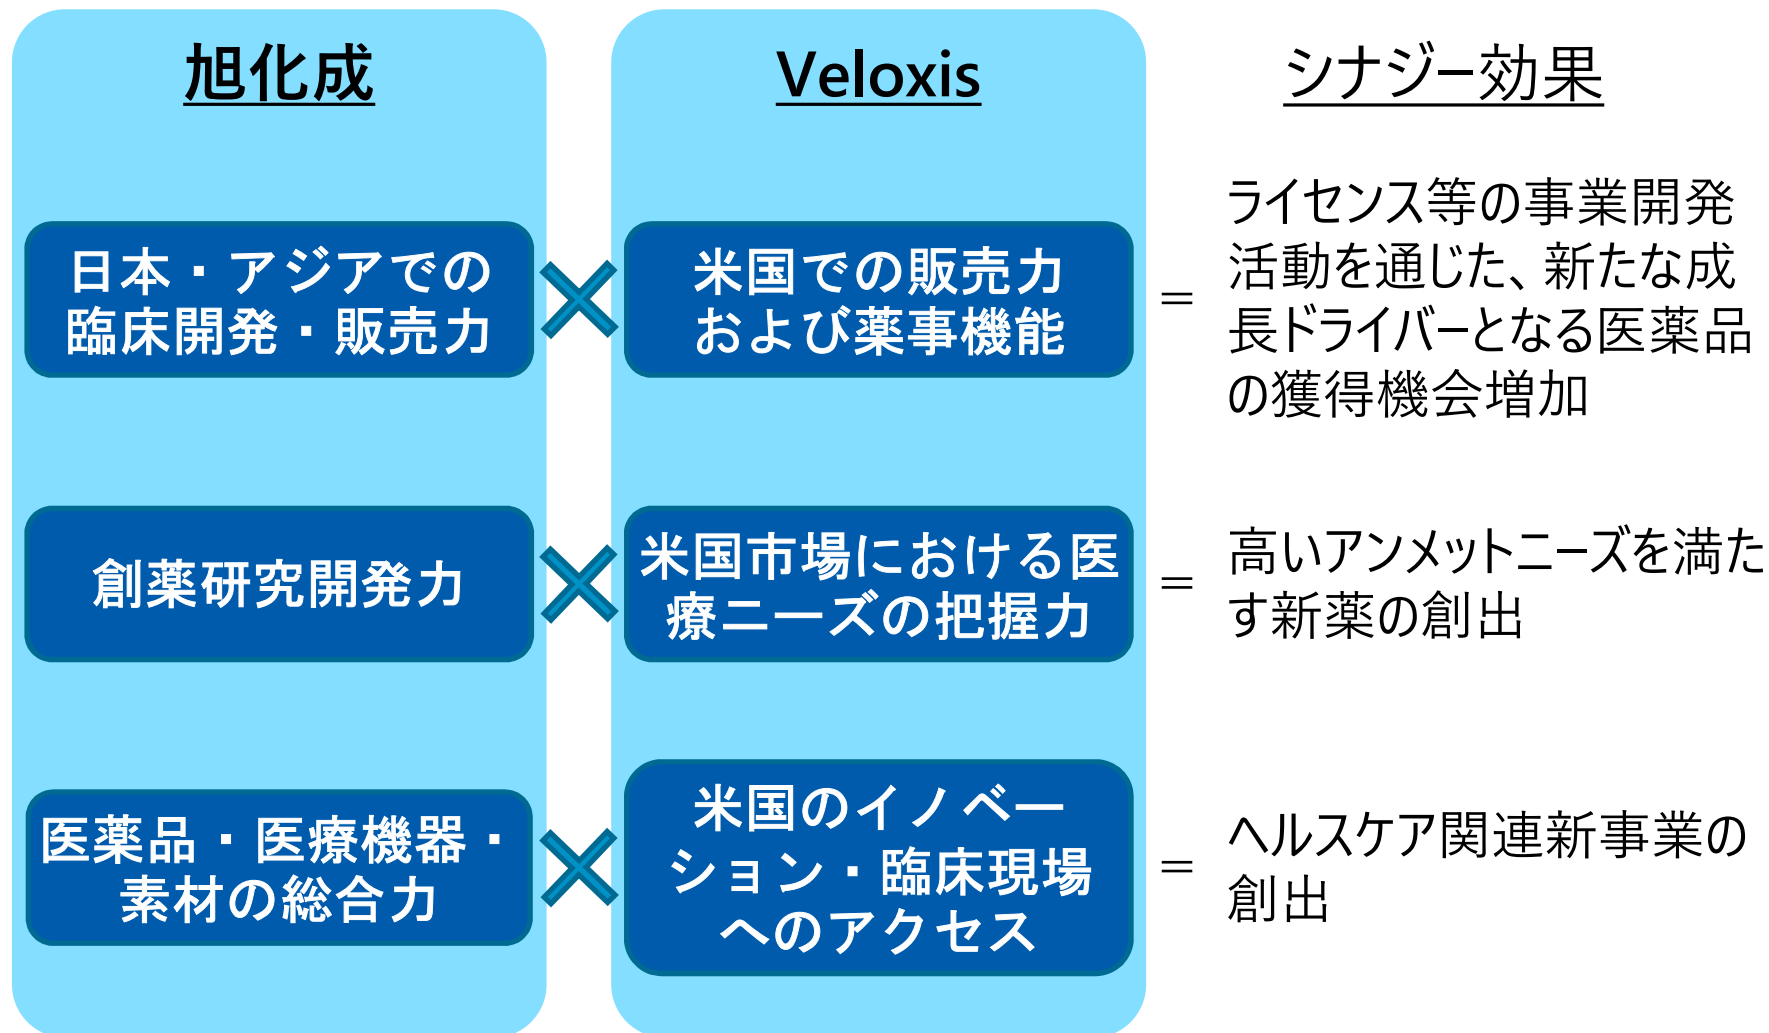 旭化成
Veloxis
シナジー効果
日本・アジアでの
臨床開発・販売力
米国での販売力
および薬事機能
=
ライセンス等の事業開発
活動を通じた、新たな成
長ドライバーとなる医薬品
の獲得機会増加
創薬研究開発力
米国市場における医
療ニーズの把握力
=
高いアンメットニーズを満た
す新薬の創出
医薬品・医療機器・
素材の総合力
米国のイノベー
ション・臨床現場
へのアクセス
=
ヘルスケア関連新事業の
創出